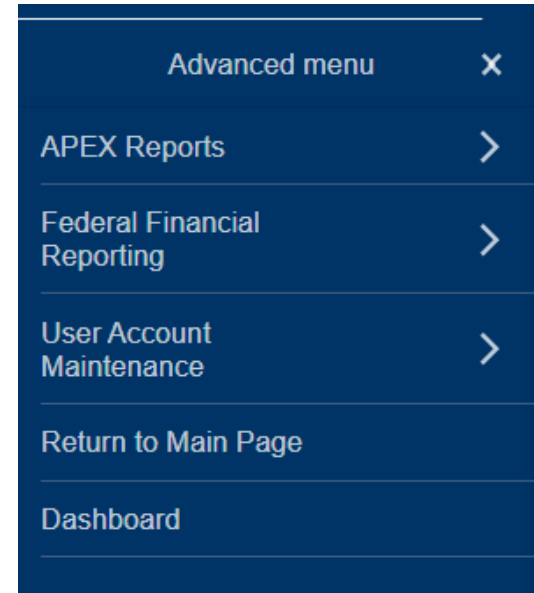 Advanced menu
APEX Reports
Federal Financial
Reporting
User Account
Maintenance
Return to Main Page
Dashboard